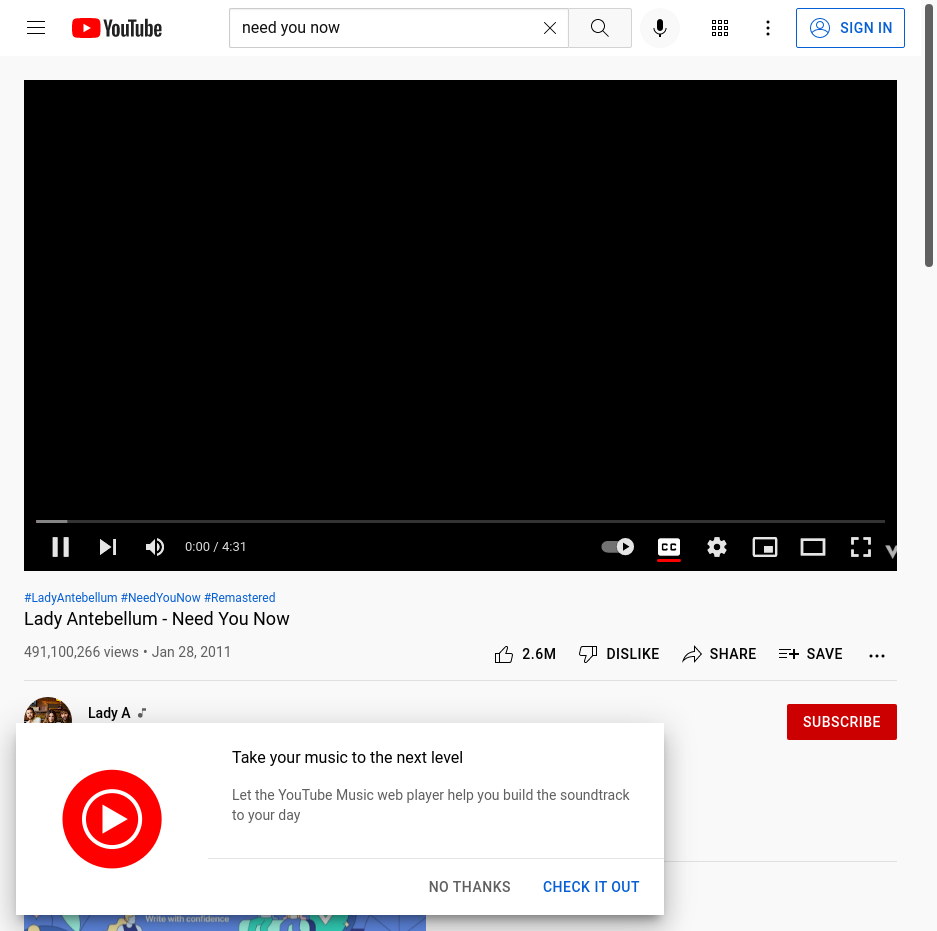 YouTube
need you now
SIGN IN
0:00 / 4:31
CC
#LadyAntebellum #NeedYouNow #Remastered
Lady Antebellum - Need You Now
491,100,266 views • Jan 28, 2011
2.6M
DISLIKE
SHARE
SAVE
Lady A
SUBSCRIBE
Take your music to the next level
Let the YouTube Music web player help you build the soundtrack
to your day
NO THANKS
CHECK IT OUT
Write with confidence